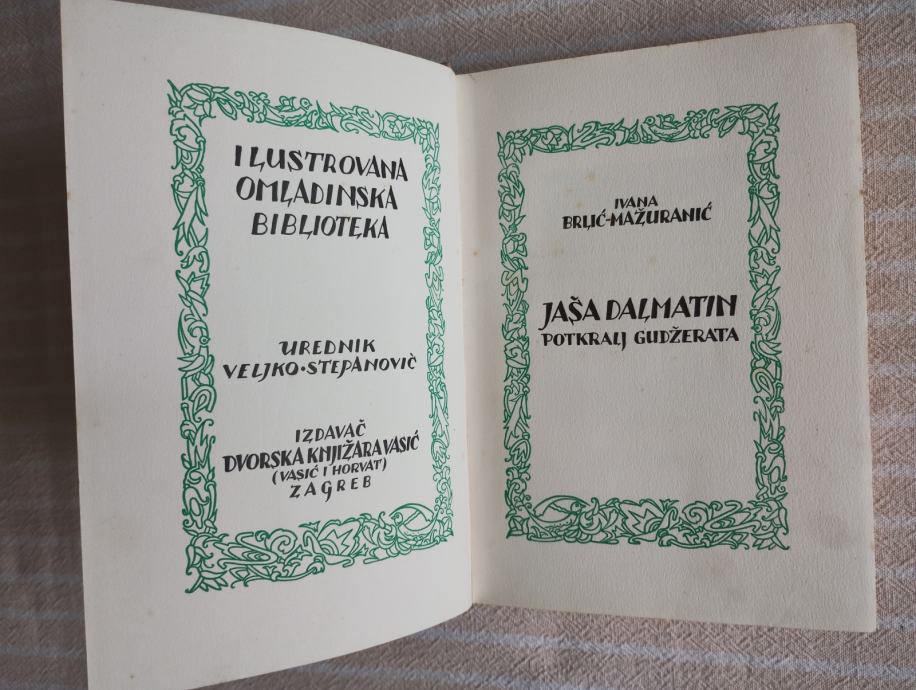 ILUSTROVANA
OMLADINSKA
BIBLIOTEKA
UREDNIK
VELJKO·STEPANOVIĆ
IZDAVAČ
DVORSKA KNJIŽARA VASIĆ
(VASIĆ I HORVAT)
ZAGREB
IVANA
BRLIĆ-MAŽURANIĆ
JAŠA DALMATIN
POTKRALJ GUDŽERATA